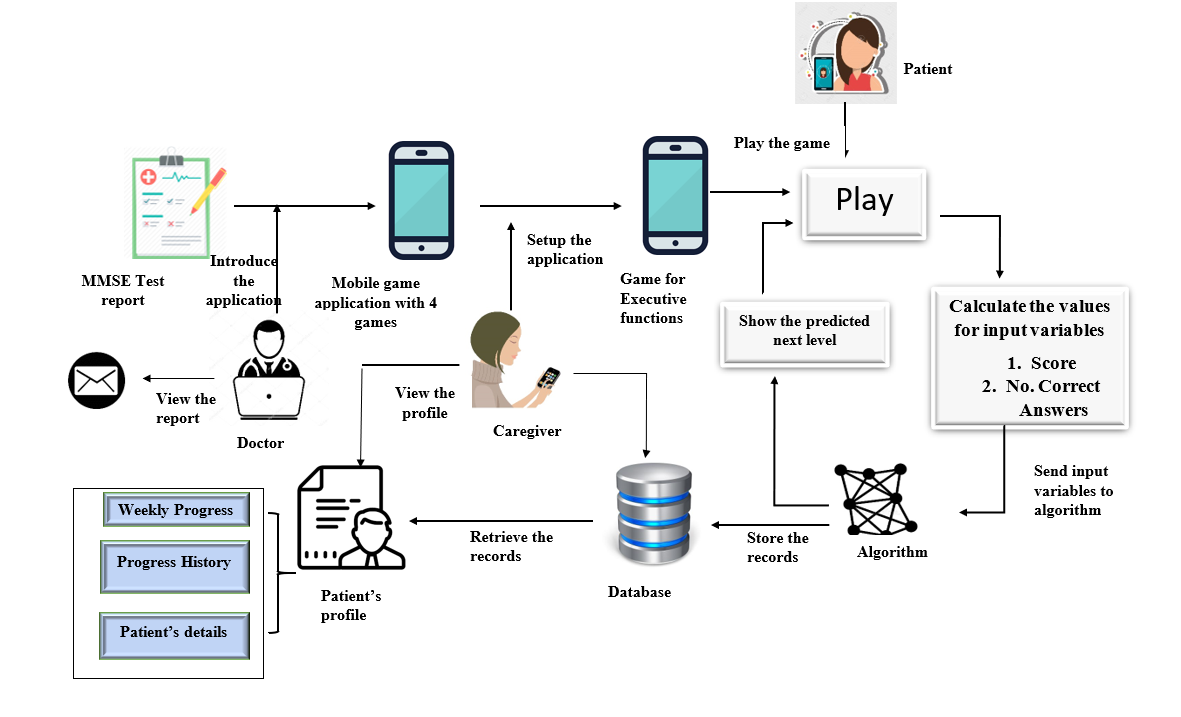 Patient
Play the game
Play
MMSE Test
report
Introduce
the
application
Mobile game
application with 4
games
Setup the
application
Game for
Executive
functions
Show the predicted
next level
Calculate the values
for input variables
1. Score
2. No. Correct
Answers
View the
report
Doctor
View the
profile
Caregiver
Send input
variables to
algorithm
Algorithm
Store the
records
Database
Retrieve the
records
Patient’s
profile
Weekly Progress
Progress History
Patient’s details